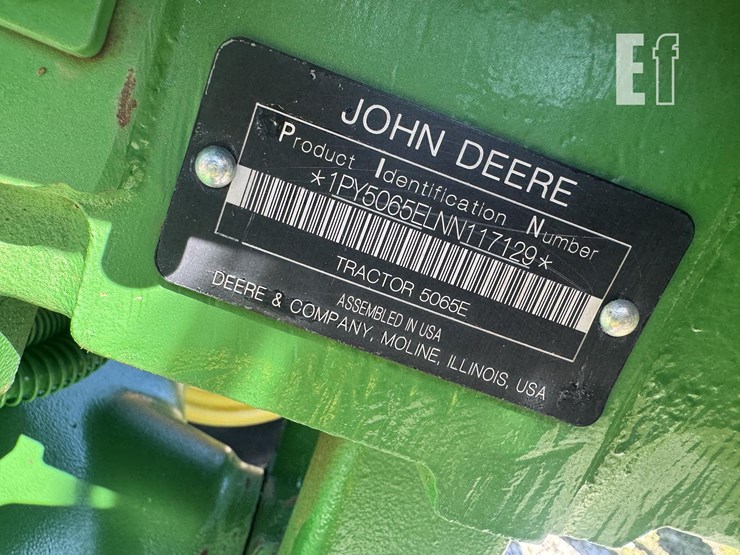 Ef
JOHN DEERE
Product Identification Number
*1PY5065ELNN117129*
TRACTOR 5065E
ASSEMBLED IN USA
DEERE & COMPANY, MOLINE, ILLINOIS, USA